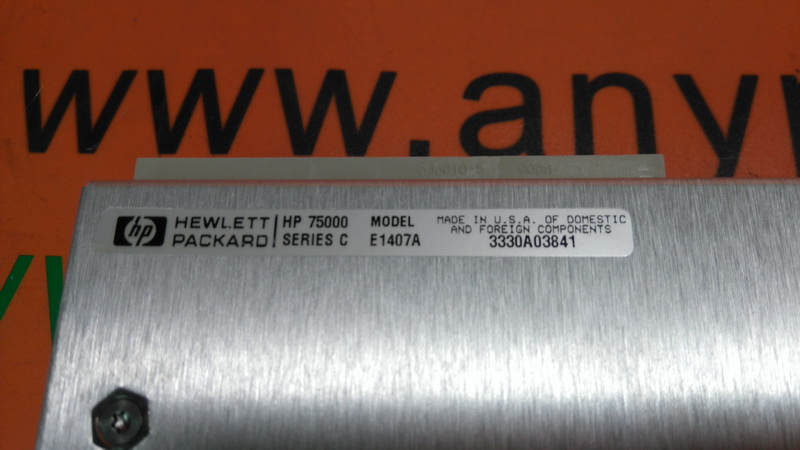 www.any
hp HEWLETT PACKARD
HP 75000 SERIES C
MODEL E1407A
MADE IN U.S.A. OF DOMESTIC
AND FOREIGN COMPONENTS
3330A03841